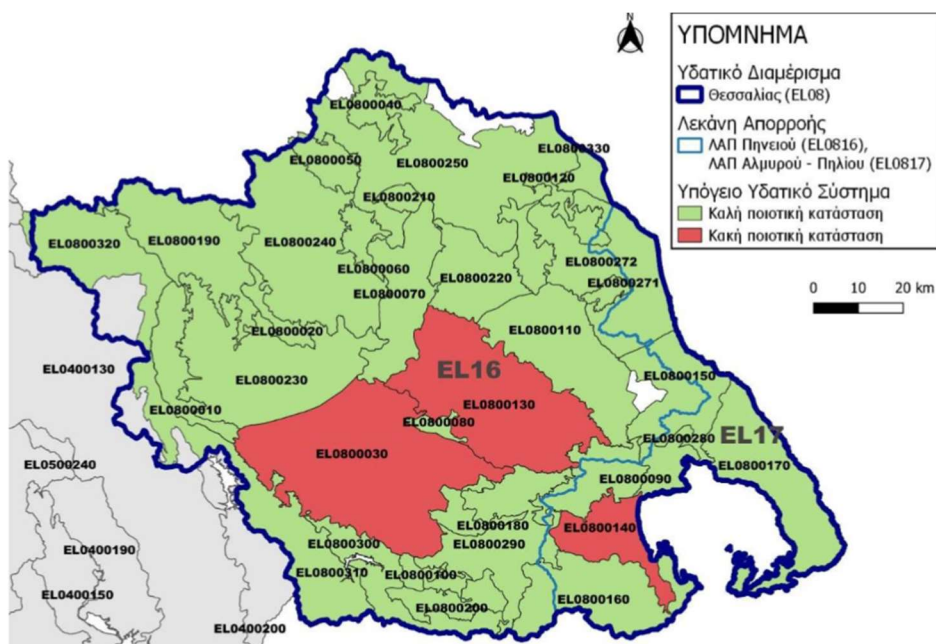 N
ΥΠΟΜΝΗΜΑ
Υδατικό Διαμέρισμα
Θεσσαλίας (EL08)
Λεκάνη Απορροής
ΛΑΠ Πηνειού (EL0816),
ΛΑΠ Αλμυρού - Πηλίου (EL0817)
Υπόγειο Υδατικό Σύστημα
Καλή ποιοτική κατάσταση
Κακή ποιοτική κατάσταση
0 10 20 km
EL0800040
EL0800330
EL0800050
EL0800250
EL0800120
EL0800210
EL0800320
EL0800190
EL0800240
EL0800272
EL0800060
EL0800220
EL0800271
EL0800070
EL0800020
EL0800110
EL0400130
EL16
EL0800230
EL0800150
EL0800010
EL0800130
EL0800080
EL17
EL0800280
EL0800030
EL0500240
EL0800170
EL0800090
EL0800180
EL0800140
EL0800300
EL0800290
EL0400190
EL0800310
EL0800100
EL0400150
EL0800160
EL0800200
EL0400200